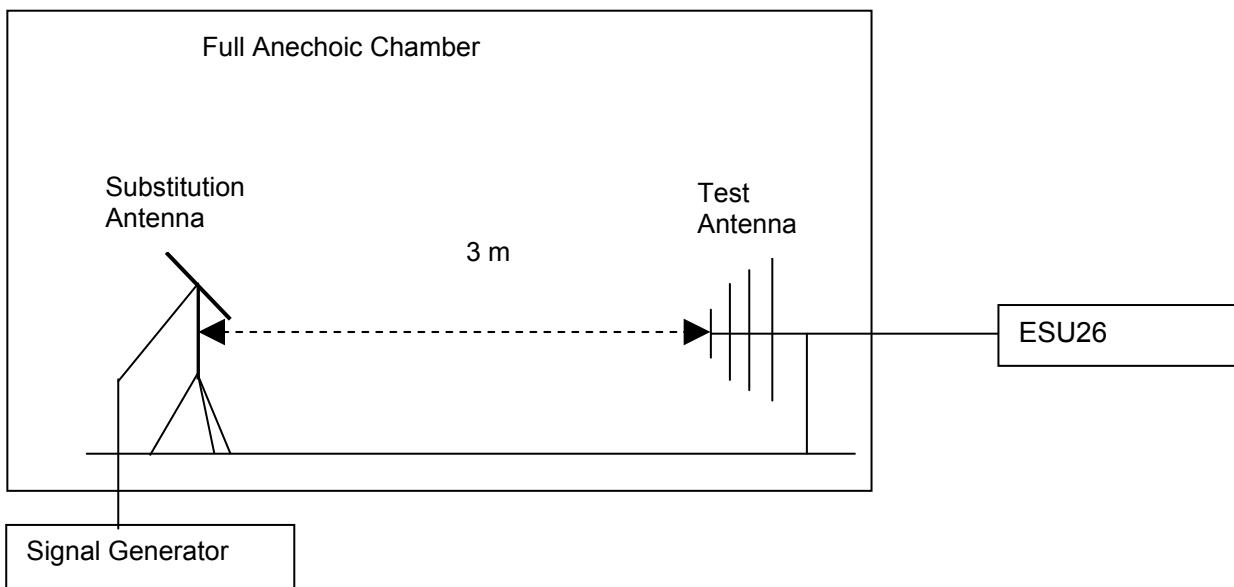 Full Anechoic Chamber
Substitution
Antenna
Test
Antenna
3 m
ESU26
Signal Generator